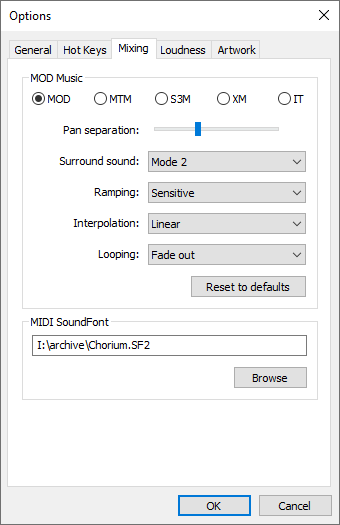 Options
General Hot Keys Mixing Loudness Artwork
MOD Music
MOD MTM S3M XM IT
Pan separation:
Surround sound: Mode 2
Ramping: Sensitive
Interpolation: Linear
Looping: Fade out
Reset to defaults
MIDI SoundFont
I:\archive\Chorium.SF2
Browse
OK Cancel